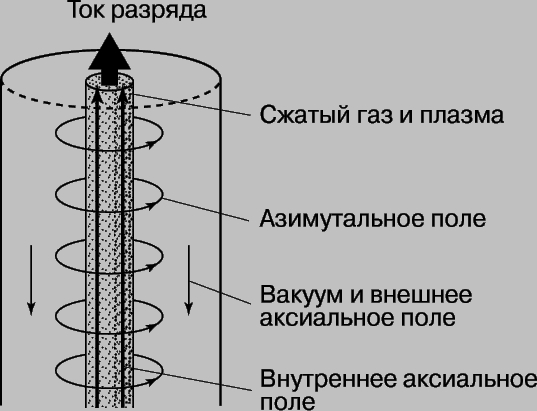 Ток разряда
Сжатый газ и плазма
Азимутальное поле
Вакуум и внешнее
аксиальное поле
Внутреннее аксиальное
поле